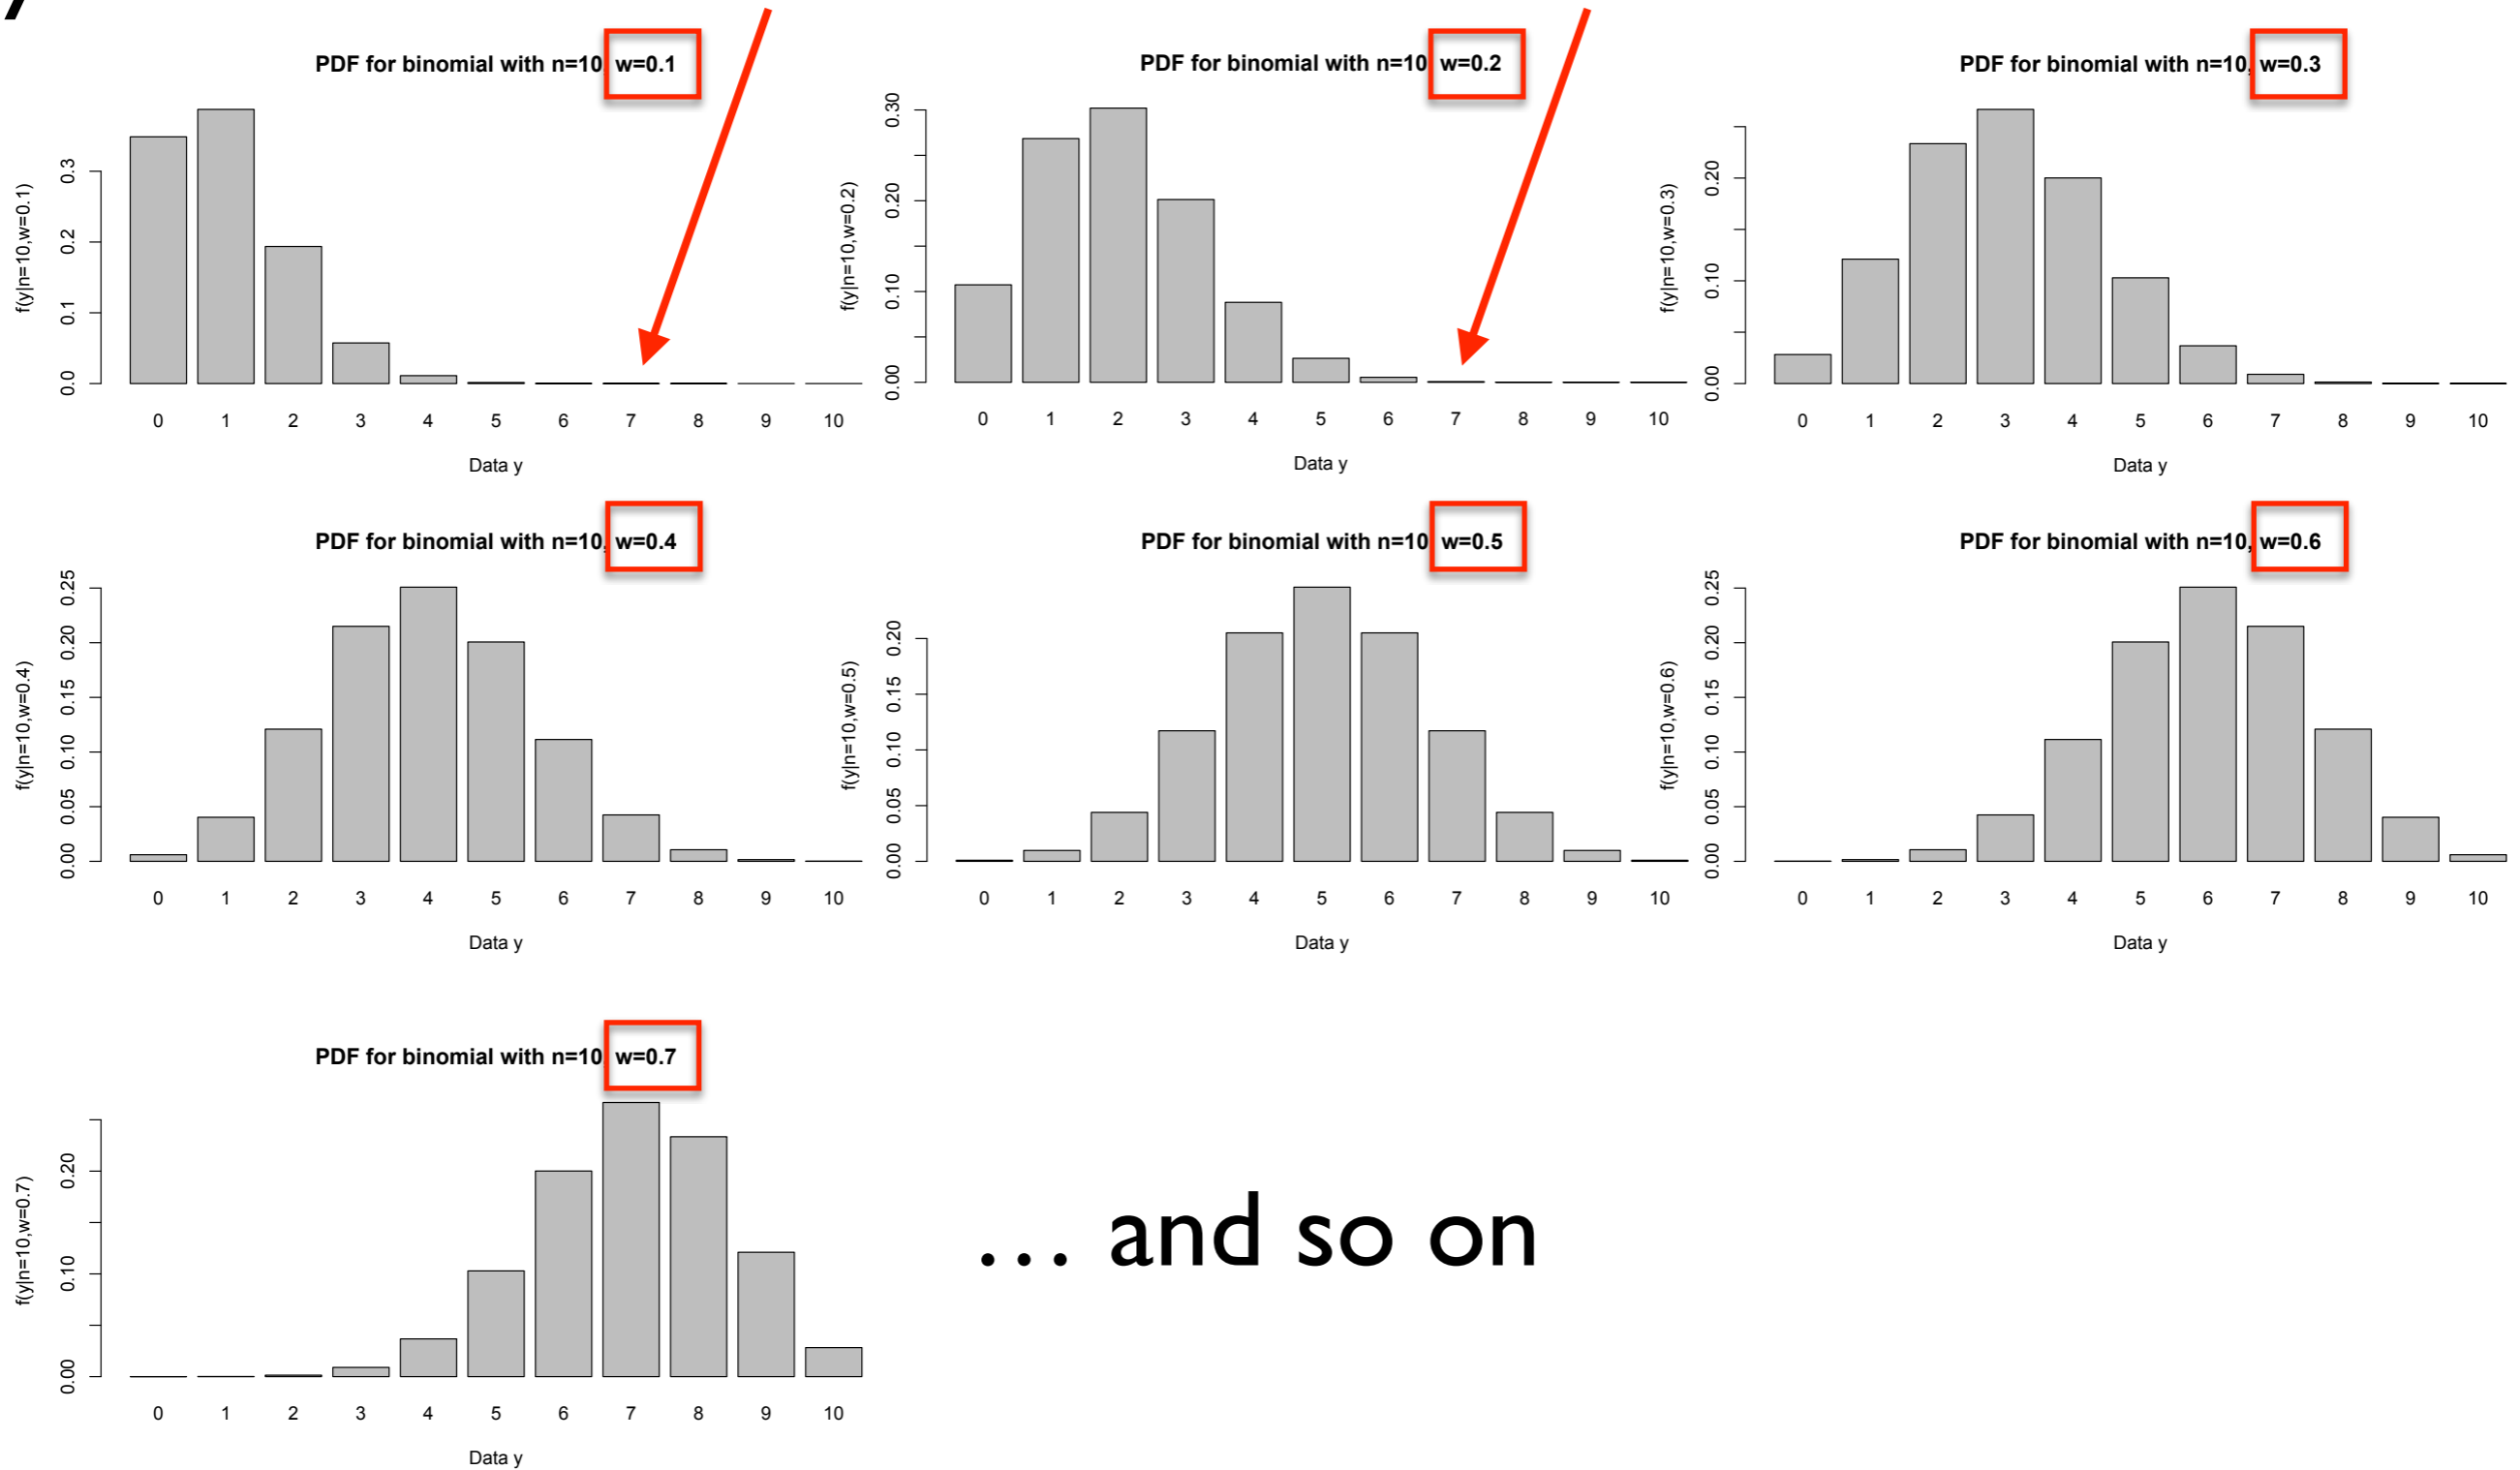 PDF for binomial with n=10, w=0.1
f(y|n=10,w=0.1)
0.0 0.1 0.2 0.3
0 1 2 3 4 5 6 7 8 9 10
Data y
PDF for binomial with n=10 w=0.2
f(y|n=10,w=0.2)
0.00 0.10 0.20 0.30
0 1 2 3 4 5 6 7 8 9 10
Data y
PDF for binomial with n=10, w=0.3
f(y|n=10,w=0.3)
0.00 0.10 0.20
0 1 2 3 4 5 6 7 8 9 10
Data y
PDF for binomial with n=10, w=0.4
f(y|n=10,w=0.4)
0.00 0.05 0.10 0.15 0.20 0.25
0 1 2 3 4 5 6 7 8 9 10
Data y
PDF for binomial with n=10 w=0.5
f(y|n=10,w=0.5)
0.00 0.05 0.10 0.15 0.20
0 1 2 3 4 5 6 7 8 9 10
Data y
PDF for binomial with n=10, w=0.6
f(y|n=10,w=0.6)
0.00 0.05 0.10 0.15 0.20 0.25
0 1 2 3 4 5 6 7 8 9 10
Data y
PDF for binomial with n=10, w=0.7
f(y|n=10,w=0.7)
0.00 0.10 0.20
0 1 2 3 4 5 6 7 8 9 10
Data y
... and so on